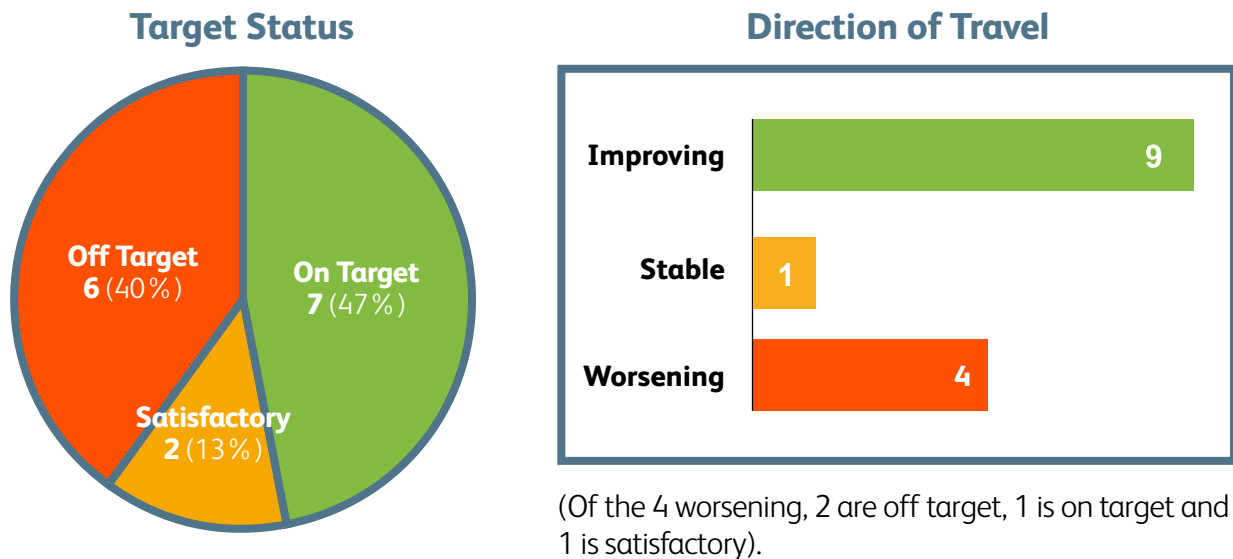 Target Status
Off Target
6 (40%)
On Target
7 (47%)
Satisfactory
2 (13%)
Direction of Travel
Improving
9
Stable
1
Worsening
4
(Of the 4 worsening, 2 are off target, 1 is on target and
1 is satisfactory).